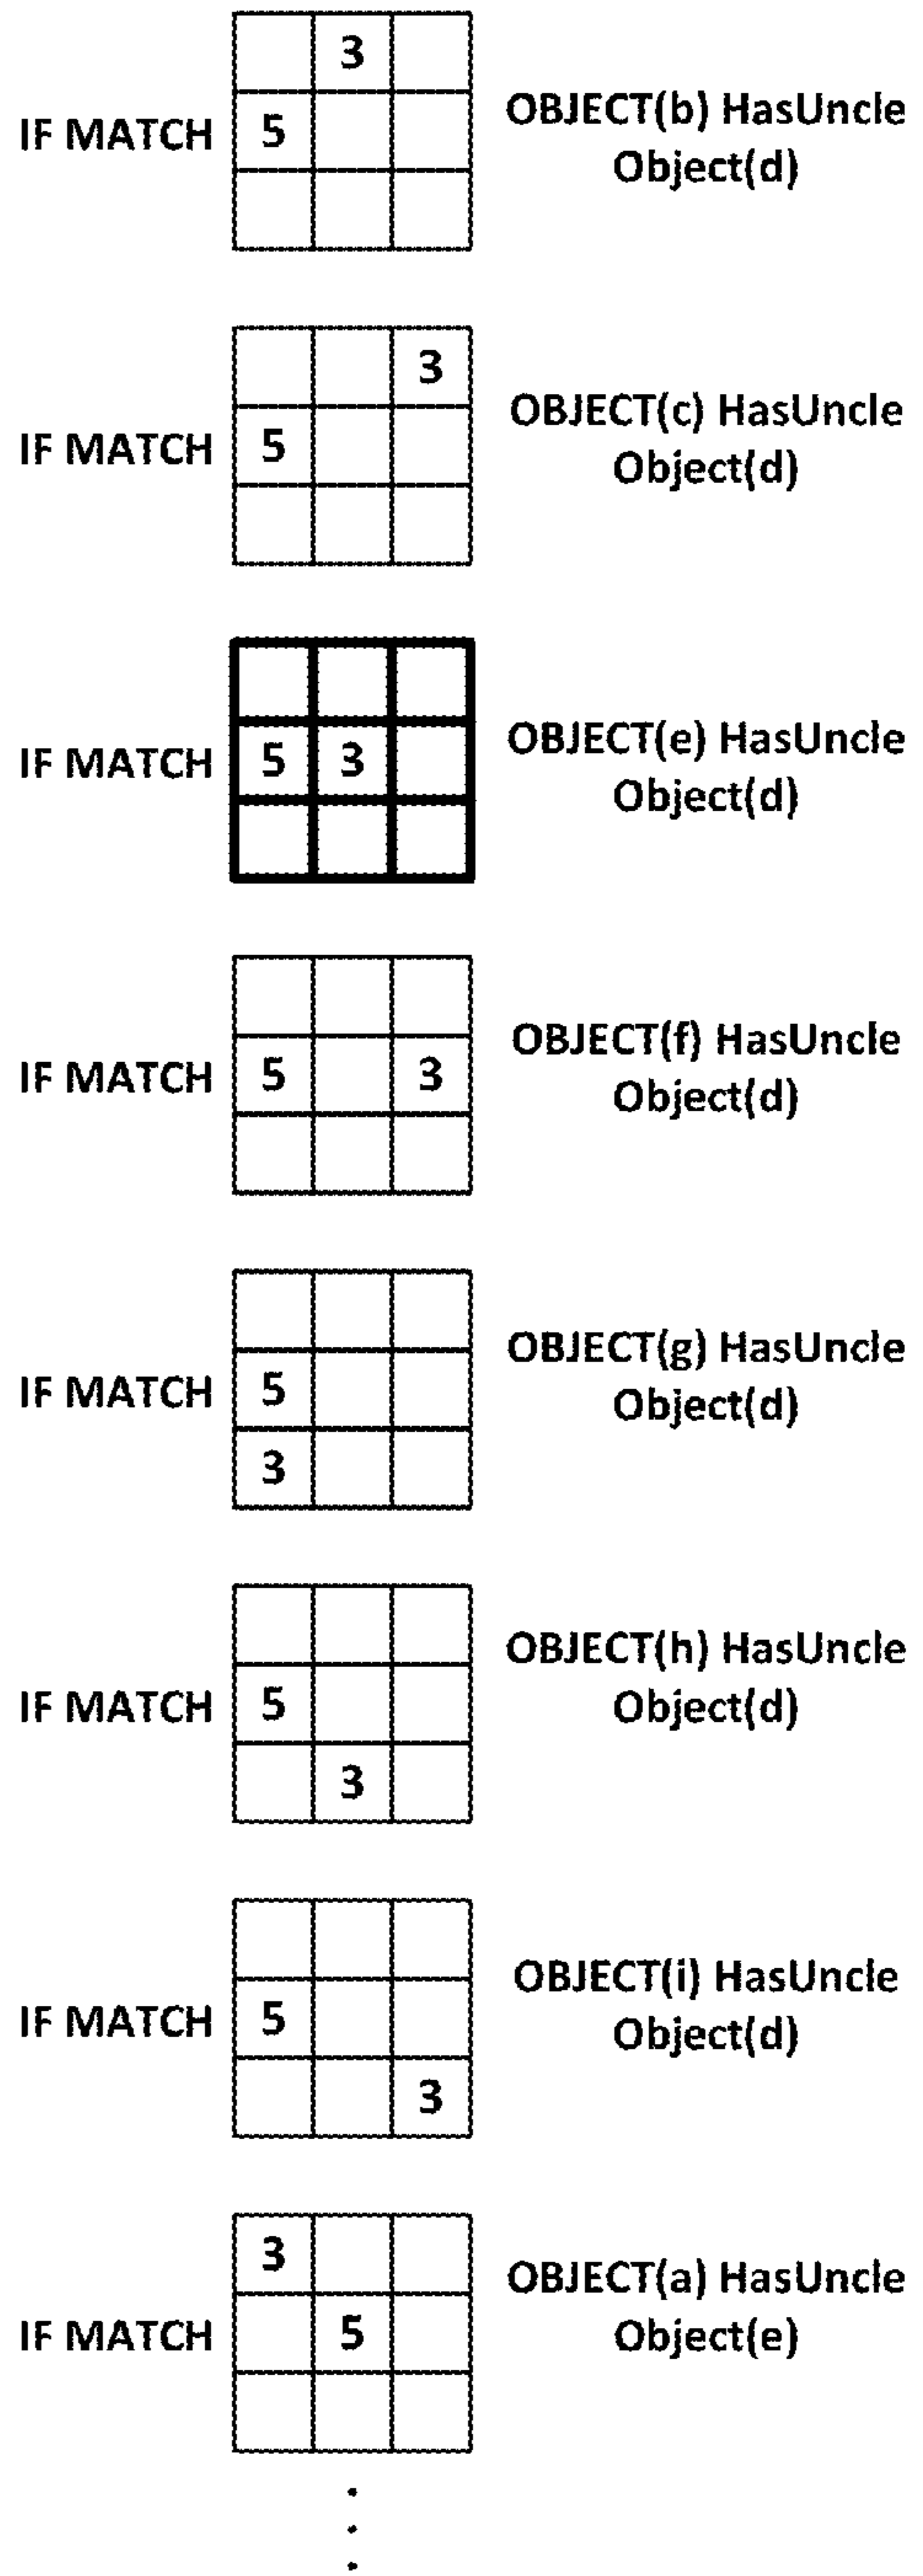 3
OBJECT(b) HasUncle
IF MATCH 5
Object(d)
3
OBJECT(c) HasUncle
IF MATCH 5
Object(d)
OBJECT(e) HasUncle
IF MATCH 5 3
Object(d)
OBJECT(f) HasUncle
IF MATCH 5 3
Object(d)
OBJECT(g) HasUncle
IF MATCH 5
Object(d)
3
OBJECT(h) HasUncle
IF MATCH 5
Object(d)
3
OBJECT(i) HasUncle
IF MATCH 5
Object(d)
3
3
OBJECT(a) HasUncle
IF MATCH 5
Object(e)